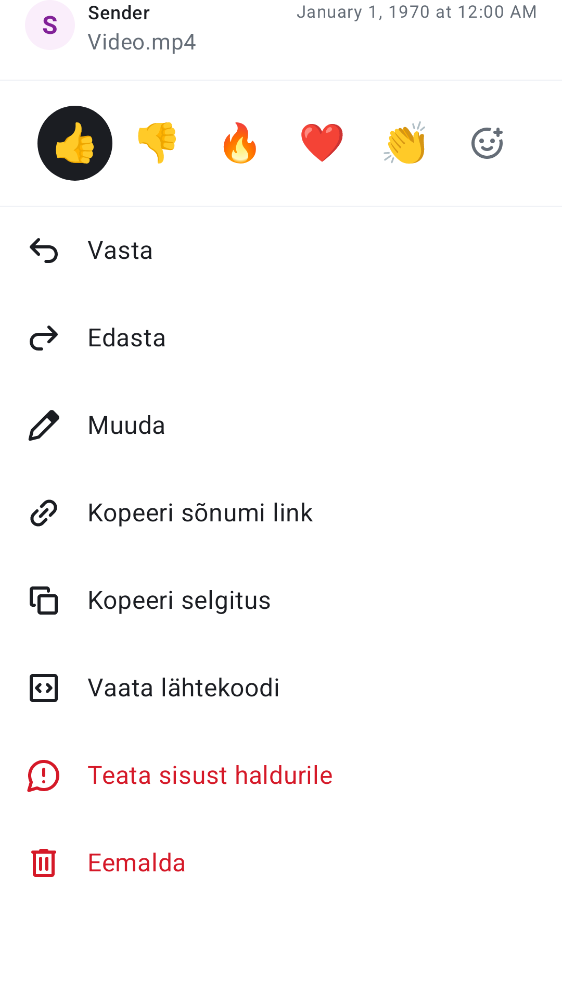 S
Sender
January 1, 1970 at 12:00 AM
Video.mp4
Vasta
Edasta
Muuda
Kopeeri sõnumi link
Kopeeri selgitus
Vaata lähtekoodi
Teata sisust haldurile
Eemalda